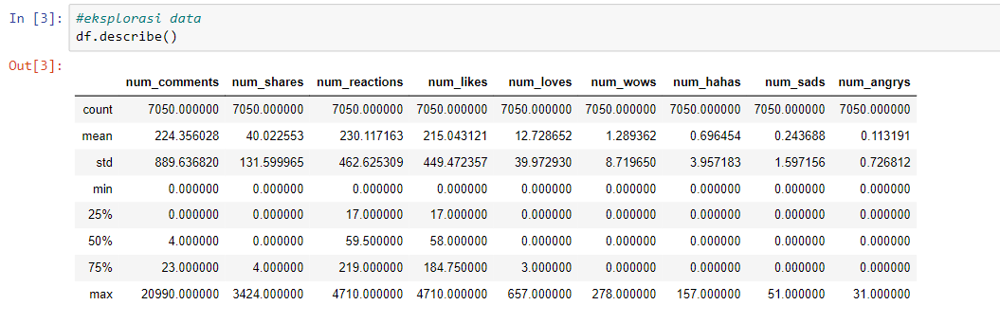 In [3]: #eksplorasi data
df.describe()
Out[3]:
num_comments num_shares num_reactions num_likes num_loves num_wows num_hahas num_sads num_angrys
count 7050.000000 7050.000000 7050.000000 7050.000000 7050.000000 7050.000000 7050.000000 7050.000000 7050.000000
mean 224.356028 40.022553 230.117163 215.043121 12.728652 1.289362 0.696454 0.243688 0.113191
std 889.636820 131.599965 462.625309 449.472357 39.972930 8.719650 3.957183 1.597156 0.726812
min 0.000000 0.000000 0.000000 0.000000 0.000000 0.000000 0.000000 0.000000 0.000000
25% 0.000000 0.000000 17.000000 17.000000 0.000000 0.000000 0.000000 0.000000 0.000000
50% 4.000000 0.000000 59.500000 58.000000 0.000000 0.000000 0.000000 0.000000 0.000000
75% 23.000000 4.000000 219.000000 184.750000 3.000000 0.000000 0.000000 0.000000 0.000000
max 20990.000000 3424.000000 4710.000000 4710.000000 657.000000 278.000000 157.000000 51.000000 31.000000